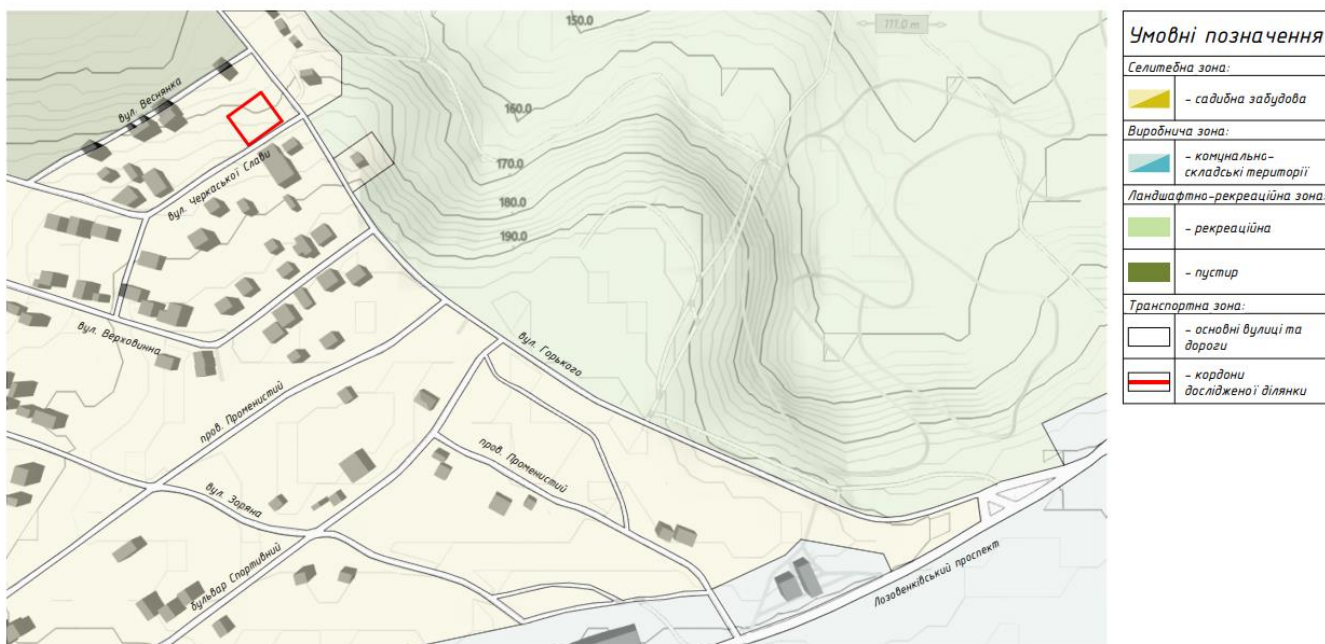 150.0
111.0 m
160.0
170.0
180.0
190.0
вул. Веснянка
вул. Черкаської Слави
вул. Верховинна
вул. Горького
пров. Променистий
пров. Променистий
вул. Зоряна
бульвар Спортивний
Лозовенківський проспект
Умовні позначення
Селитебна зона:
- садибна забудова
Виробнича зона:
- комунально-
складські території
Ландшафтно-рекреаційна зона:
- рекреаційна
- пустир
Транспортна зона:
- основні вулиці та
дороги
- кордони
дослідженої ділянки